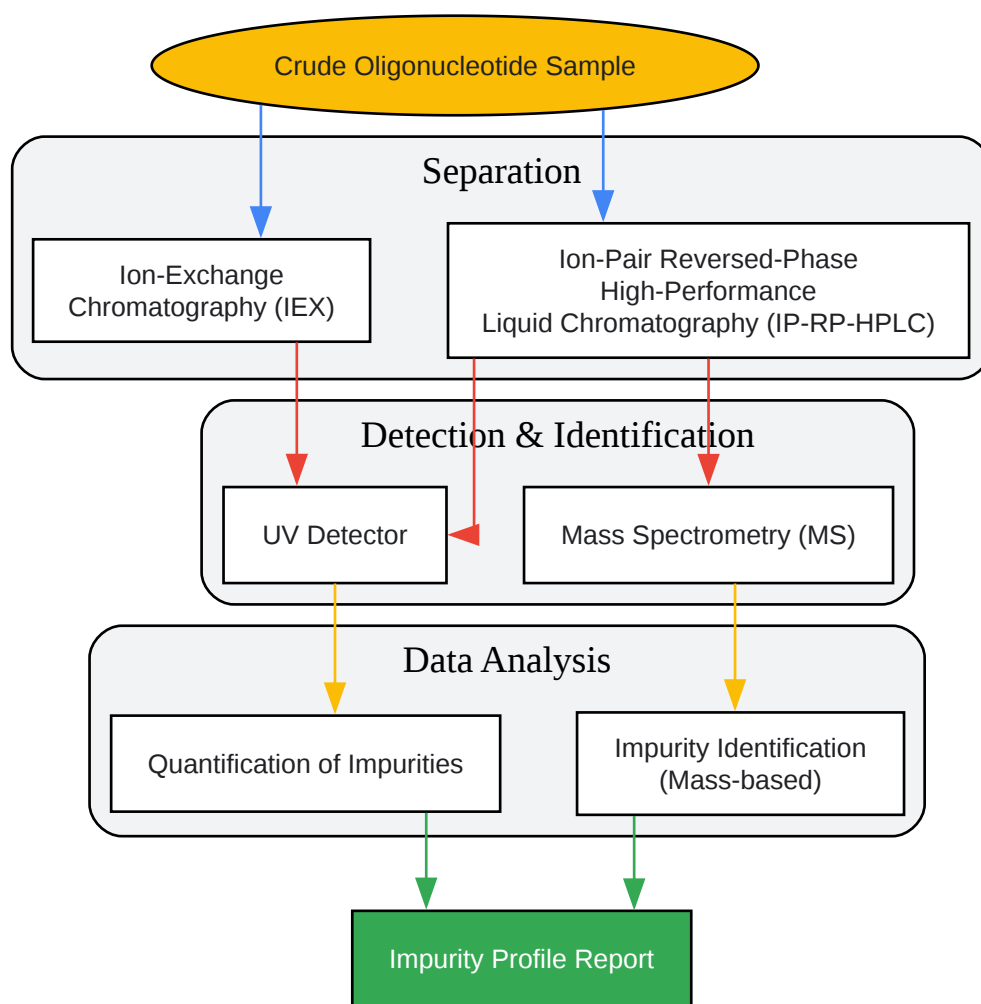 Crude Oligonucleotide Sample
Separation
Ion-Exchange
Chromatography (IEX)
Ion-Pair Reversed-Phase
High-Performance
Liquid Chromatography (IP-RP-HPLC)
Detection & Identification
UV Detector
Mass Spectrometry (MS)
Data Analysis
Quantification of Impurities
Impurity Identification
(Mass-based)
Impurity Profile Report